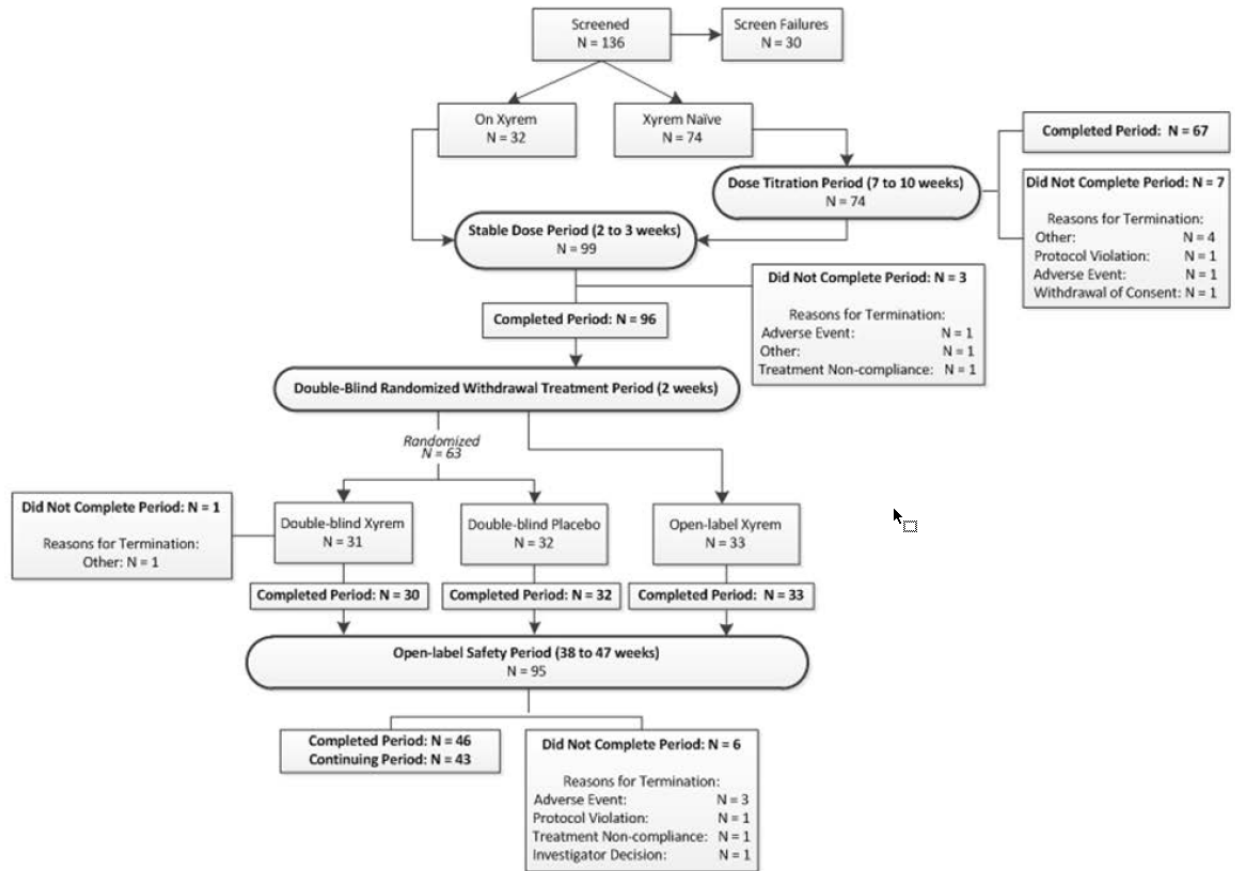 Screened
N = 136
Screen Failures
N = 30
On Xyrem
N = 32
Xyrem Naïve
N = 74
Completed Period: N = 67
Dose Titration Period (7 to 10 weeks)
N = 74
Did Not Complete Period: N = 7
Reasons for Termination:
Other: N = 4
Protocol Violation: N = 1
Adverse Event: N = 1
Withdrawal of Consent: N = 1
Stable Dose Period (2 to 3 weeks)
N = 99
Did Not Complete Period: N = 3
Reasons for Termination:
Adverse Event: N = 1
Other: N = 1
Treatment Non-compliance: N = 1
Completed Period: N = 96
Double-Blind Randomized Withdrawal Treatment Period (2 weeks)
Randomized
N = 63
Did Not Complete Period: N = 1
Reasons for Termination:
Other: N = 1
Double-blind Xyrem
N = 31
Double-blind Placebo
N = 32
Open-label Xyrem
N = 33
Completed Period: N = 30
Completed Period: N = 32
Completed Period: N = 33
Open-label Safety Period (38 to 47 weeks)
N = 95
Completed Period: N = 46
Continuing Period: N = 43
Did Not Complete Period: N = 6
Reasons for Termination:
Adverse Event: N = 3
Protocol Violation: N = 1
Treatment Non-compliance: N = 1
Investigator Decision: N = 1